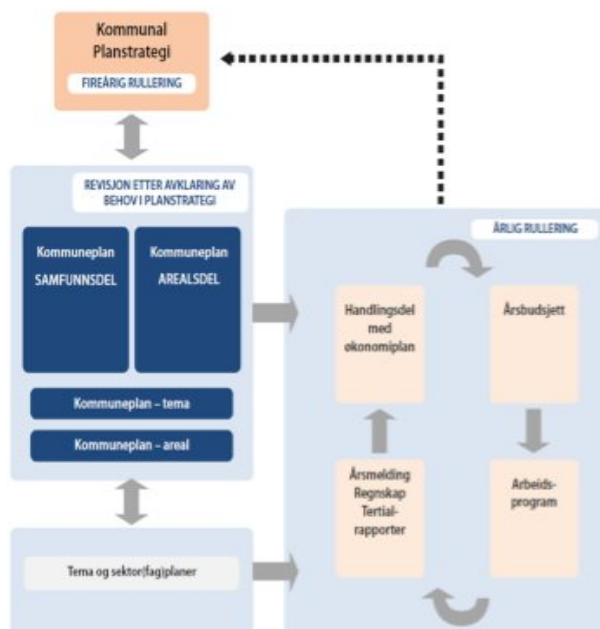 Kommunal
Planstrategi
FIREÅRIG RULLERING
REVISJON ETTER AVKLARING AV
BEHOV I PLANSTRATEGI
Kommuneplan
SAMFUNNSDEL
Kommuneplan
AREALSDEL
Kommuneplan – tema
Kommuneplan – areal
Tema og sektor(fag)planer
ÅRLIG RULLERING
Handlingsdel
med
økonomiplan
Årsbudsjett
Årsmelding
Regnskap
Tertial-
rapporter
Arbeids-
program